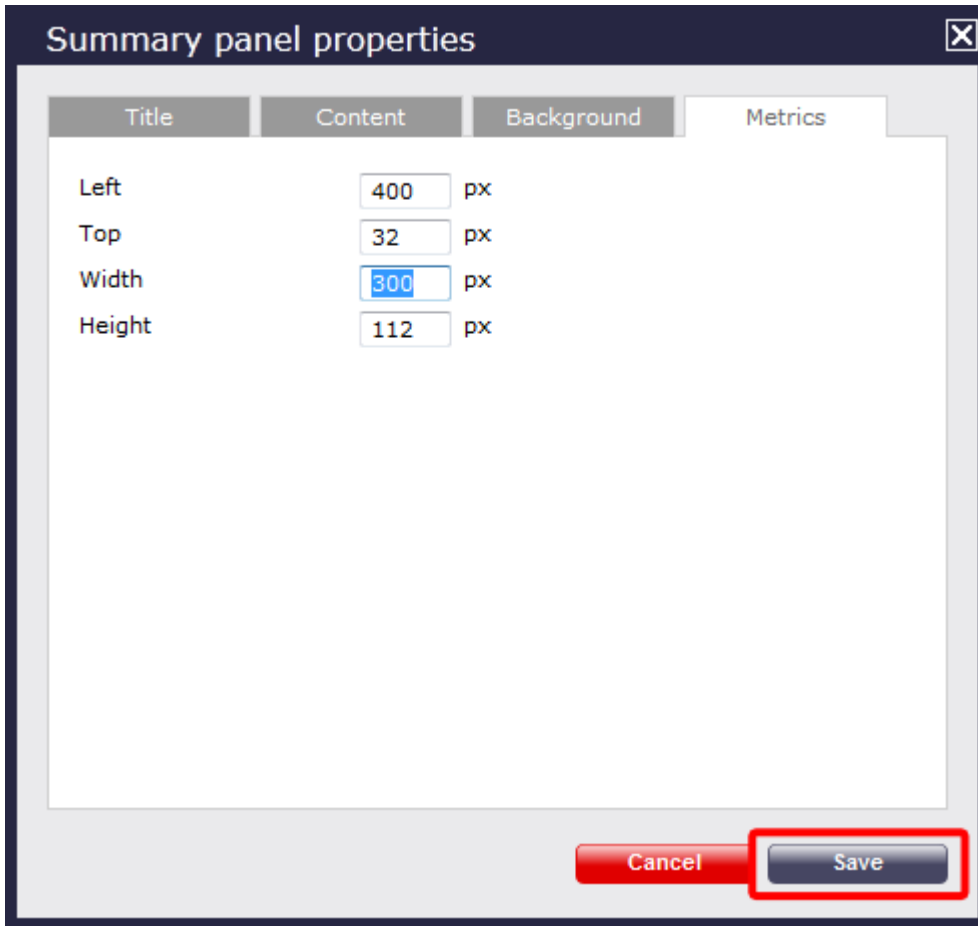 Summary panel properties
Title Content Background Metrics
Left 400 px
Top 32 px
Width 300 px
Height 112 px
Cancel Save